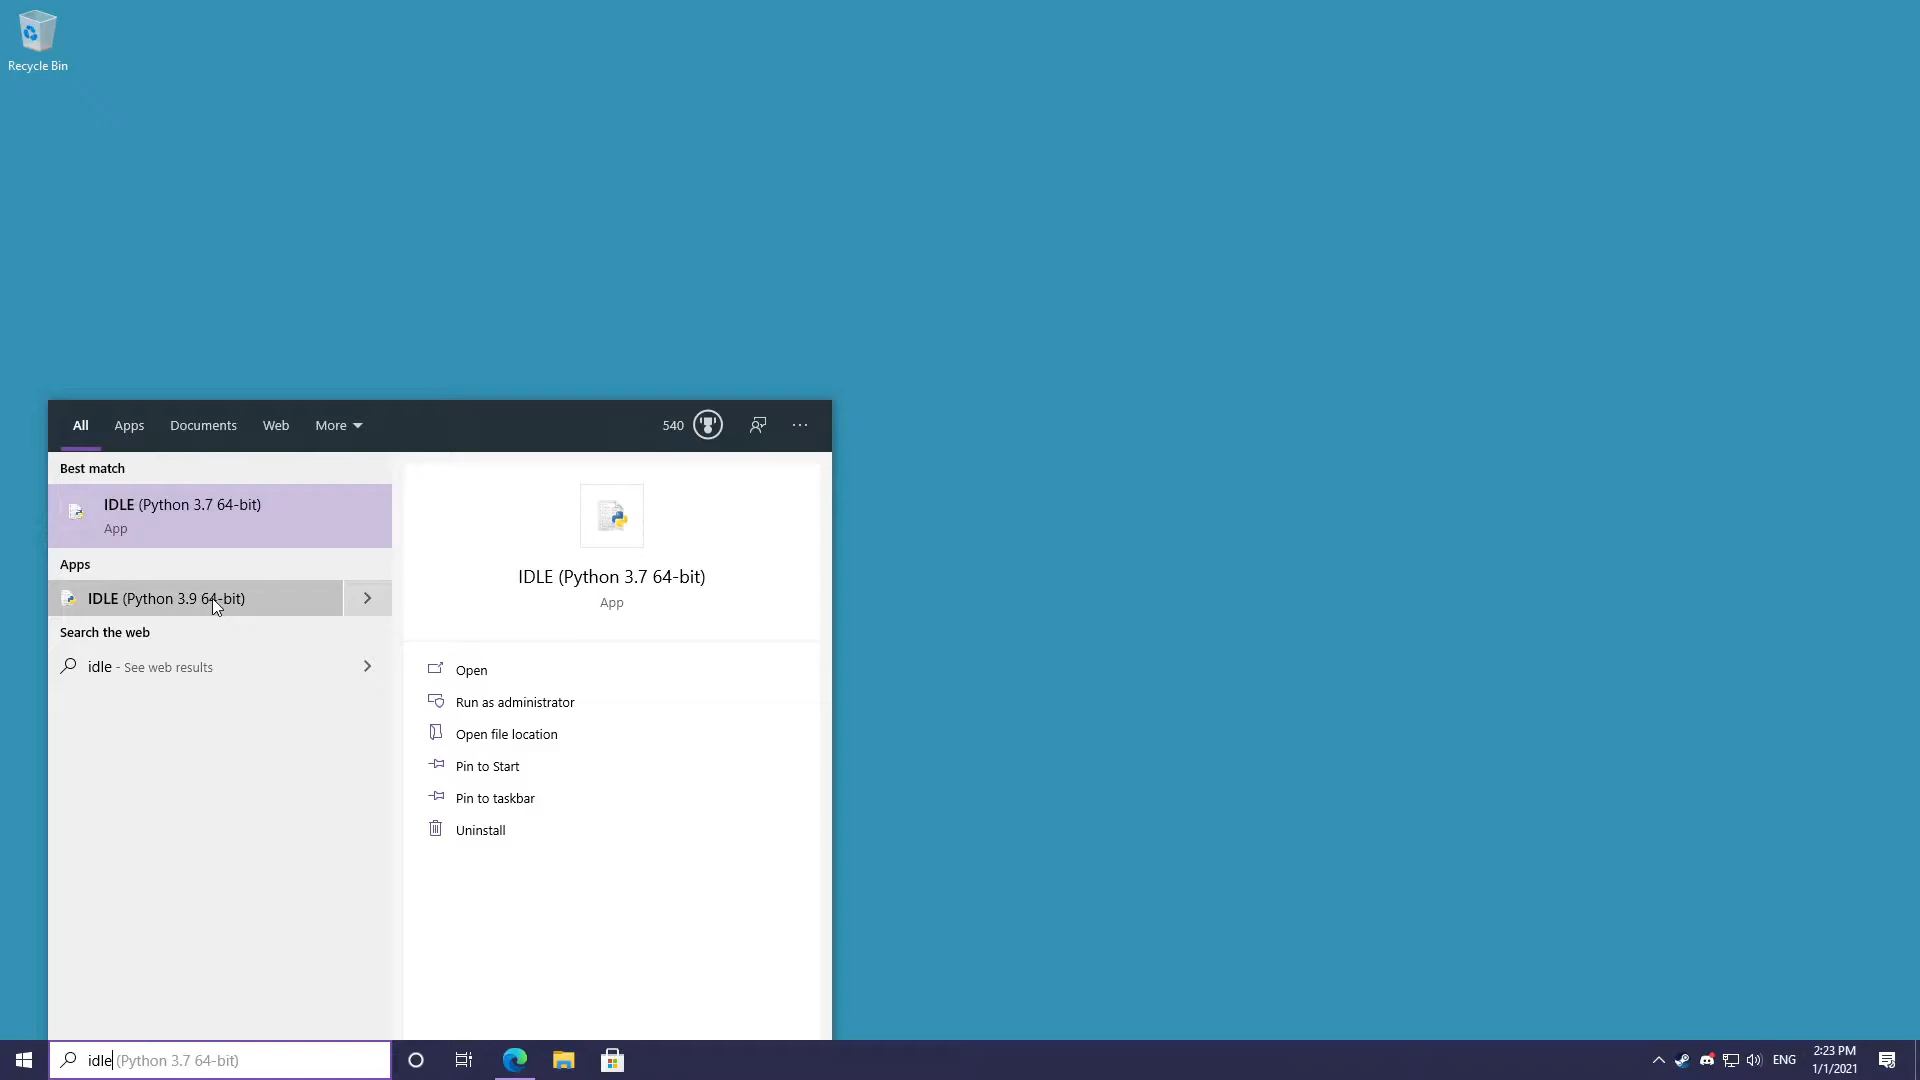 Recycle Bin
All Apps Documents Web More 540 ...
Best match
IDLE (Python 3.7 64-bit)
App
Apps
IDLE (Python 3.9 64-bit)
Search the web
idle - See web results
IDLE (Python 3.7 64-bit)
App
Open
Run as administrator
Open file location
Pin to Start
Pin to taskbar
Uninstall
idle (Python 3.7 64-bit)
ENG
2:23 PM
1/1/2021